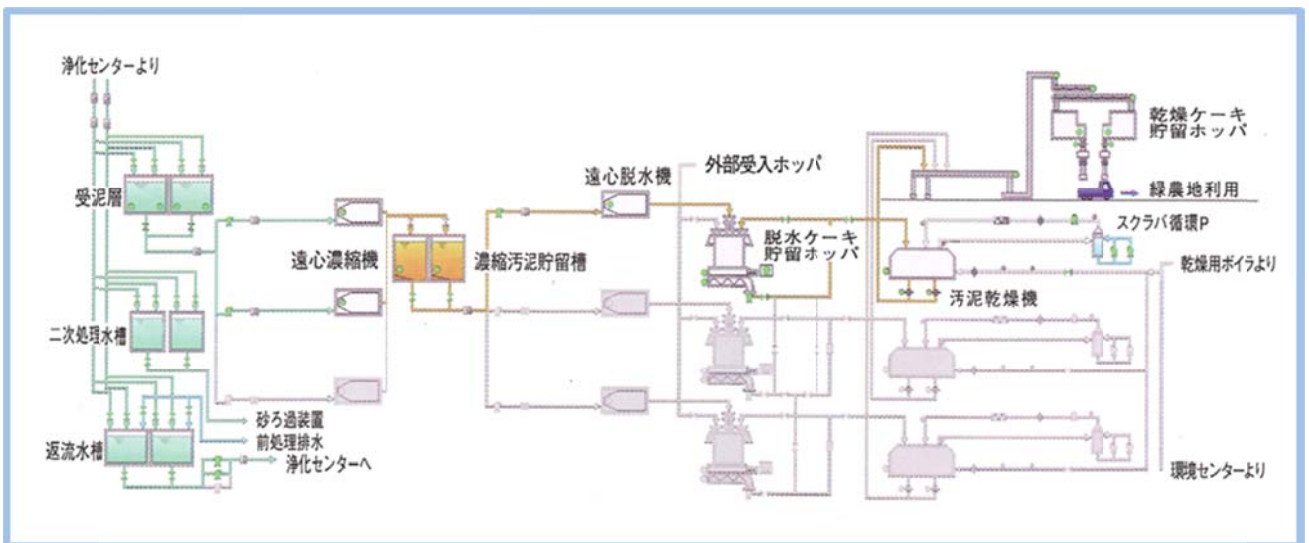 浄化センターより
受泥層
二次処理水槽
返流水槽
砂ろ過装置
前処理排水
浄化センターへ
遠心濃縮機
濃縮汚泥貯留槽
遠心脱水機
外部受入ホッパ
脱水ケーキ
貯留ホッパ
汚泥乾燥機
乾燥ケーキ
貯留ホッパ
緑農地利用
スクラバ循環P
乾燥用ボイラより
環境センターより